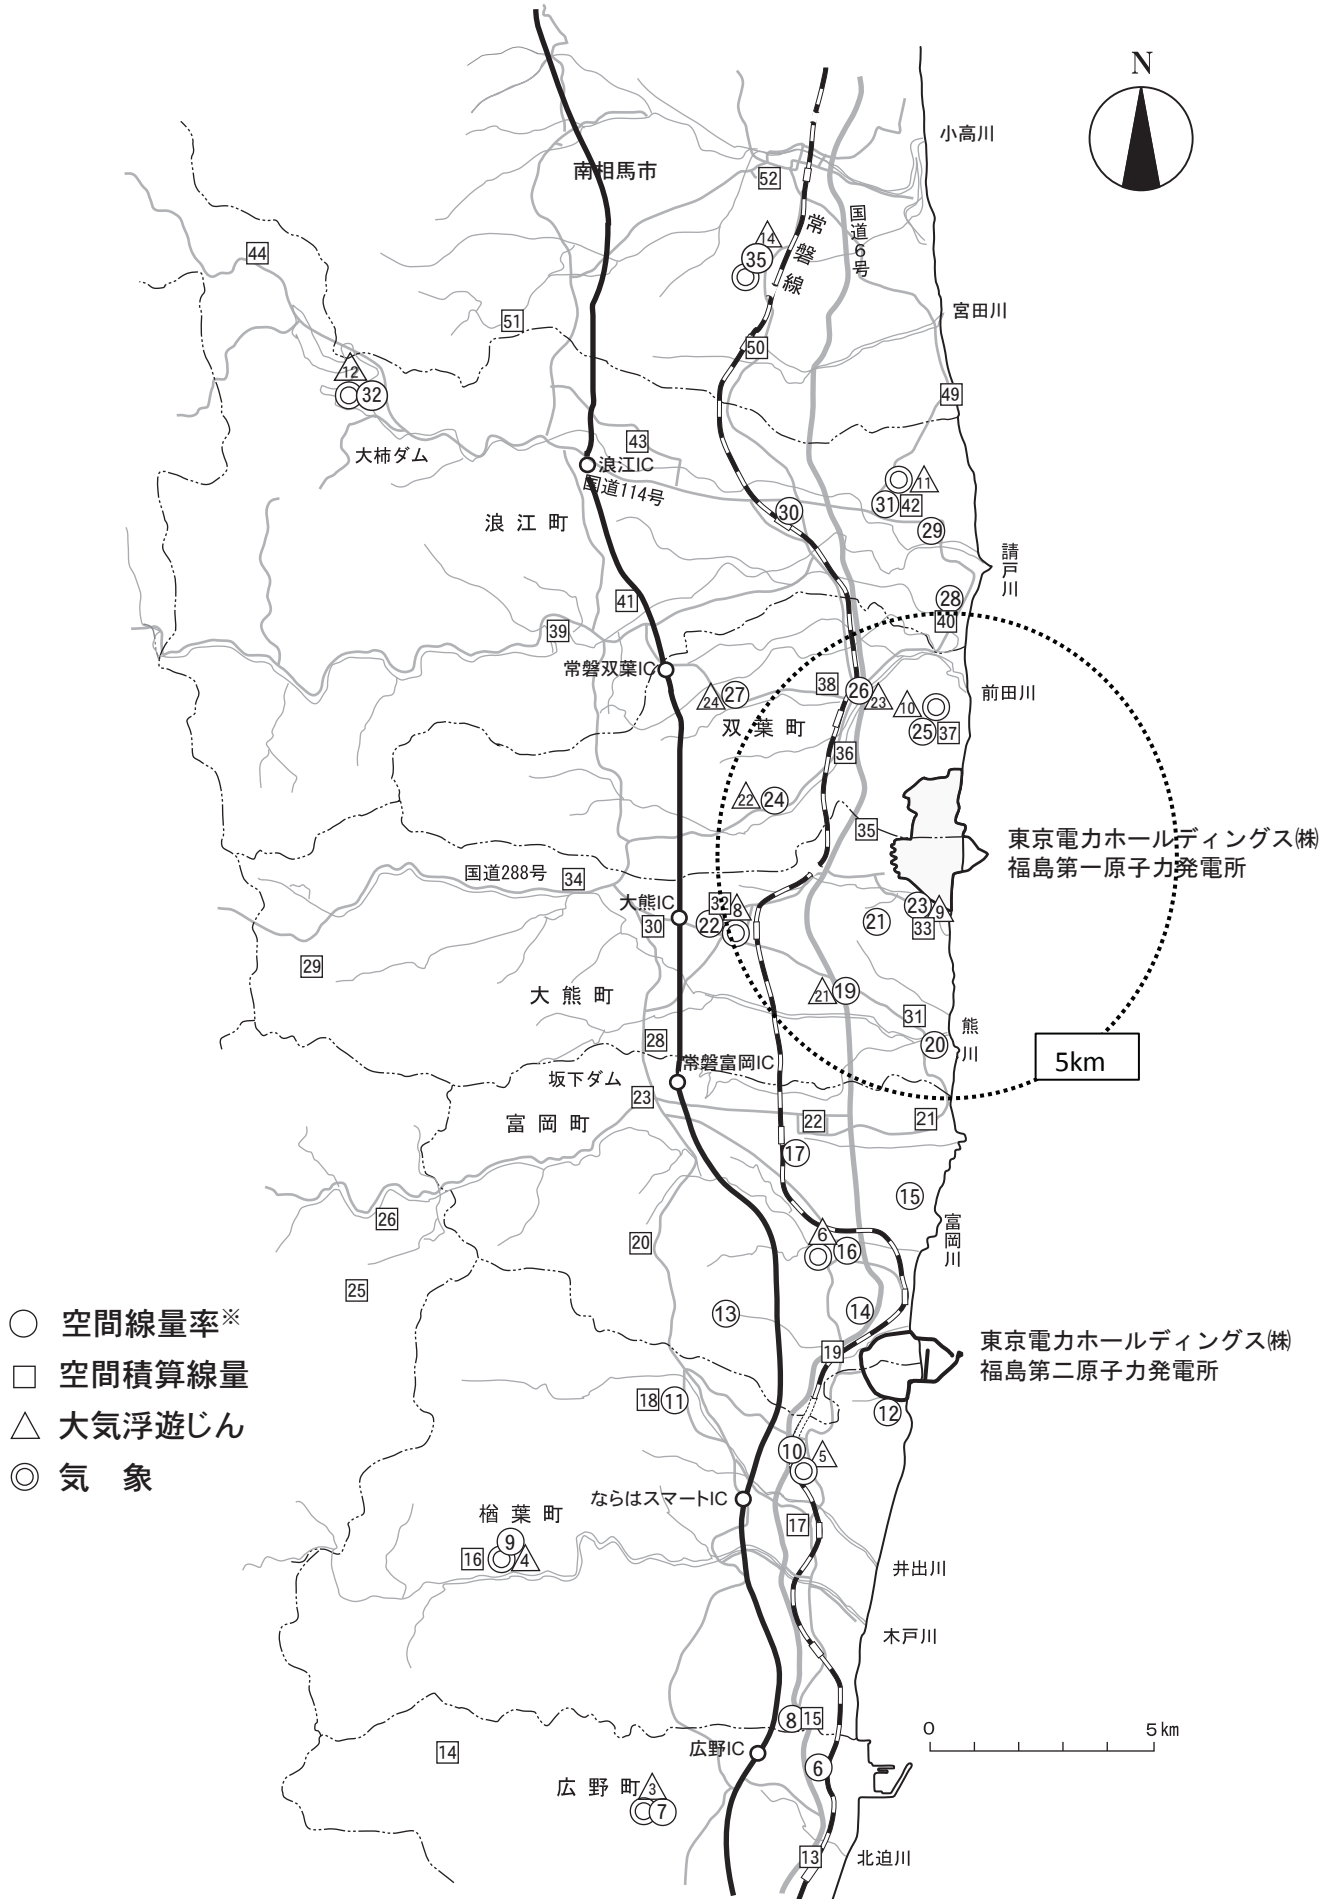 N
小高川
南相馬市
52
国道6号
14
常磐線
35
44
宮田川
51
50
12
32
49
43
大柿ダム
浪江IC
11
国道114号
31
42
30
浪江町
29
請戸川
28
41
40
39
常磐双葉IC
38
26
前田川
24
27
23
10
双葉町
25
37
36
22
24
35
東京電力ホールディングス㈱
福島第一原子力発電所
国道288号
34
大熊IC
32
8
23
9
30
22
21
33
29
21
19
大熊町
31
熊川
28
20
常磐富岡IC
5km
坂下ダム
23
22
21
富岡町
17
15
26
富岡川
20
6
16
25
13
14
○ 空間線量率※
東京電力ホールディングス㈱
19
福島第二原子力発電所
□ 空間積算線量
18
11
12
△ 大気浮遊じん
10
5
◎ 気 象
ならはスマートIC
楢葉町
17
9
16
4
井出川
木戸川
8
15
0
5km
14
広野IC
6
広野町
3
7
13
北迫川